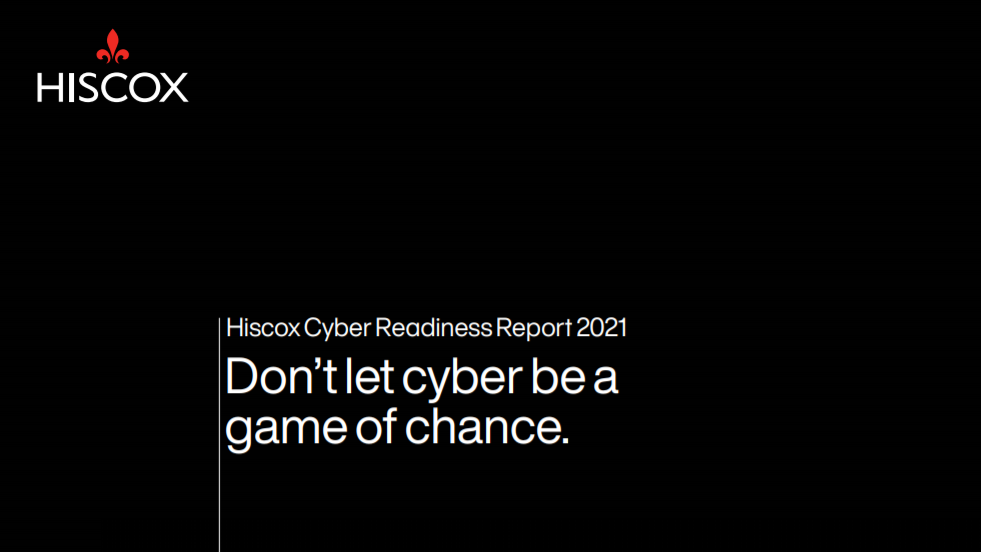 HISCOX
Hiscox Cyber Readiness Report 2021
Don’t let cyber be a
game of chance.